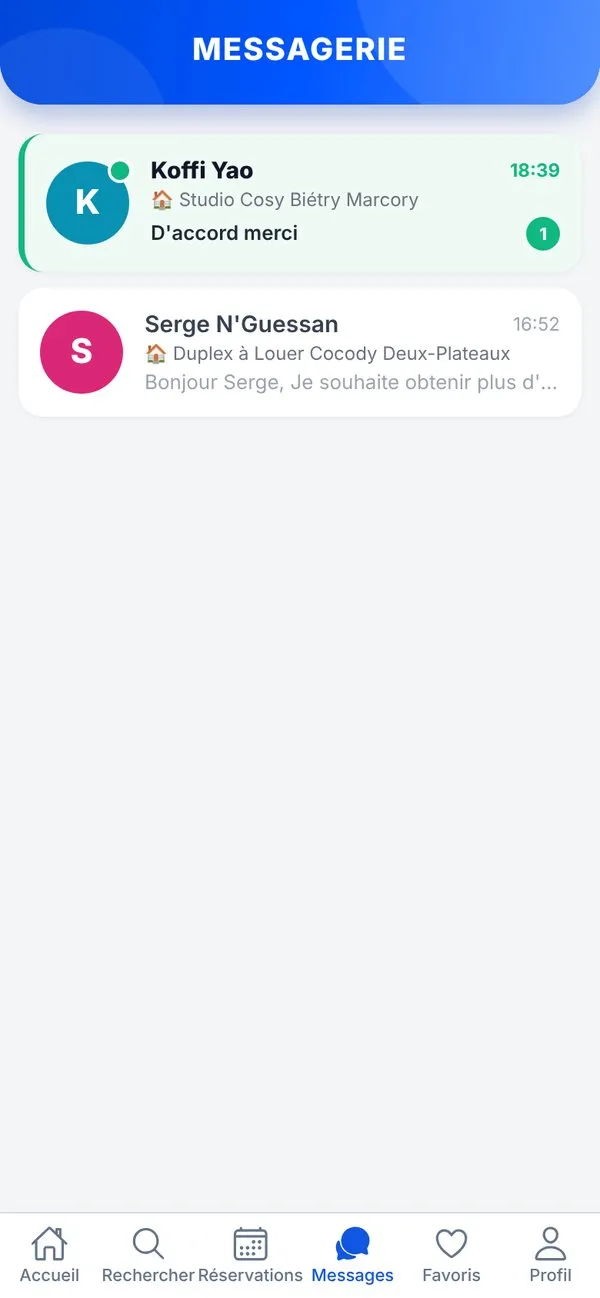 MESSAGERIE
K
Koffi Yao
18:39
🏠 Studio Cosy Biétry Marcory
D'accord merci
1
S
Serge N'Guessan
16:52
🏠 Duplex à Louer Cocody Deux-Plateaux
Bonjour Serge, Je souhaite obtenir plus d'...
Accueil
Rechercher
Réservations
Messages
Favoris
Profil